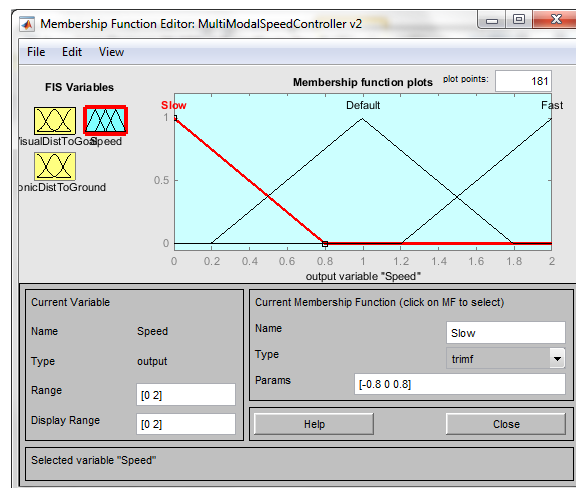 Membership Function Editor: MultiModalSpeedController v2
File Edit View
FIS Variables
Membership function plots
plot points: 181
isualDistToGoal
Speed
onicDistToGround
Slow Default Fast
1
0.5
0
0 0.2 0.4 0.6 0.8 1 1.2 1.4 1.6 1.8 2
output variable "Speed"
Current Variable
Name Speed
Type output
Range [0 2]
Display Range [0 2]
Current Membership Function (click on MF to select)
Name Slow
Type trimf
Params [-0.8 0 0.8]
Help Close
Selected variable "Speed"